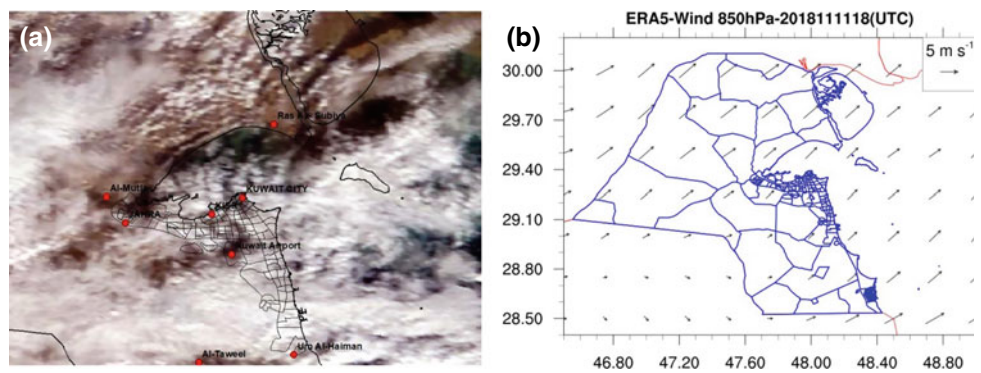 (a)
Ras As- Subiya
Al-Mutla
KUWAIT CITY
JAHRA
Kuwait Airport
Al-Taweel
Um Al-Haiman
(b)
ERA5-Wind 850hPa-2018111118(UTC)
5 m s-1
30.00
29.70
29.40
29.10
28.80
28.50
46.80 47.20 47.60 48.00 48.40 48.80